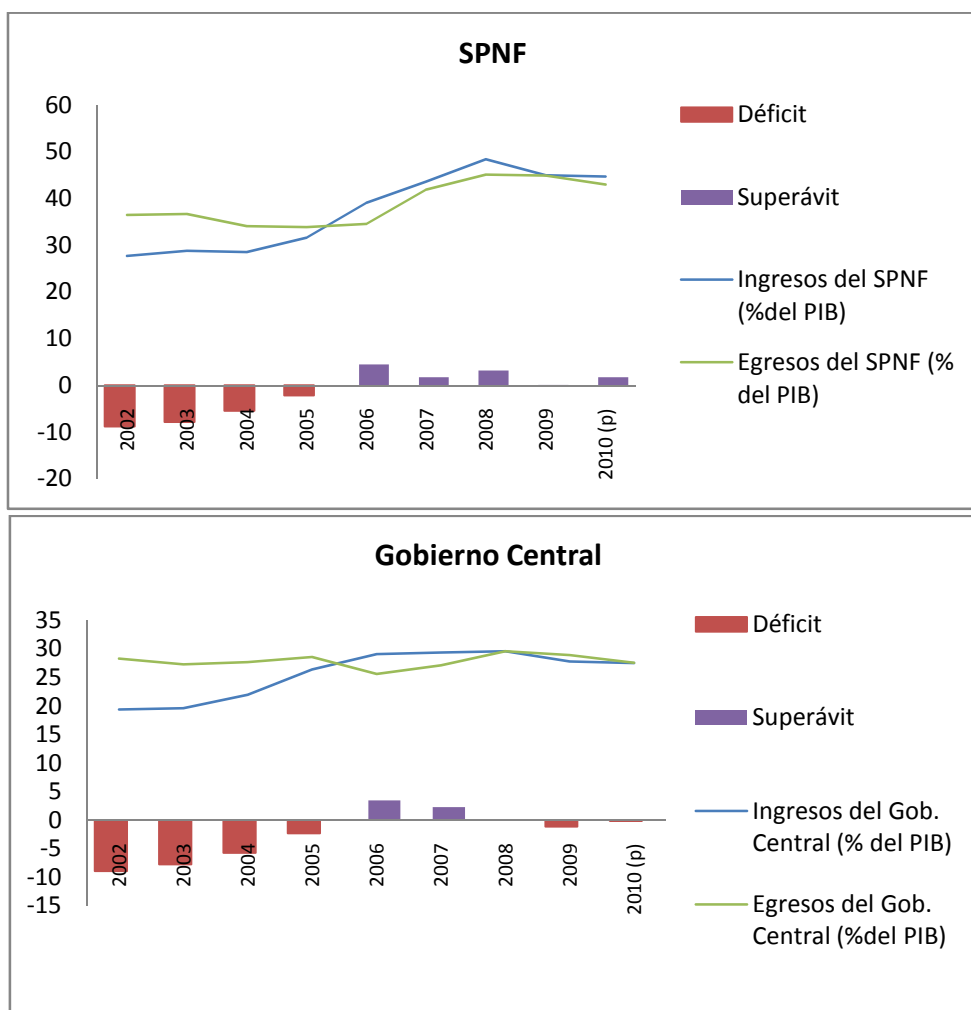 SPNF
60
50
40
30
20
10
0
-10
-20
2002
2003
2004
2005
2006
2007
2008
2009
2010 (p)
Déficit
Superávit
Ingresos del SPNF
(%del PIB)
Egresos del SPNF (%
del PIB)
Gobierno Central
35
30
25
20
15
10
5
0
-5
-10
-15
2002
2003
2004
2005
2006
2007
2008
2009
2010 (p)
Déficit
Superávit
Ingresos del Gob.
Central (% del PIB)
Egresos del Gob.
Central (%del PIB)